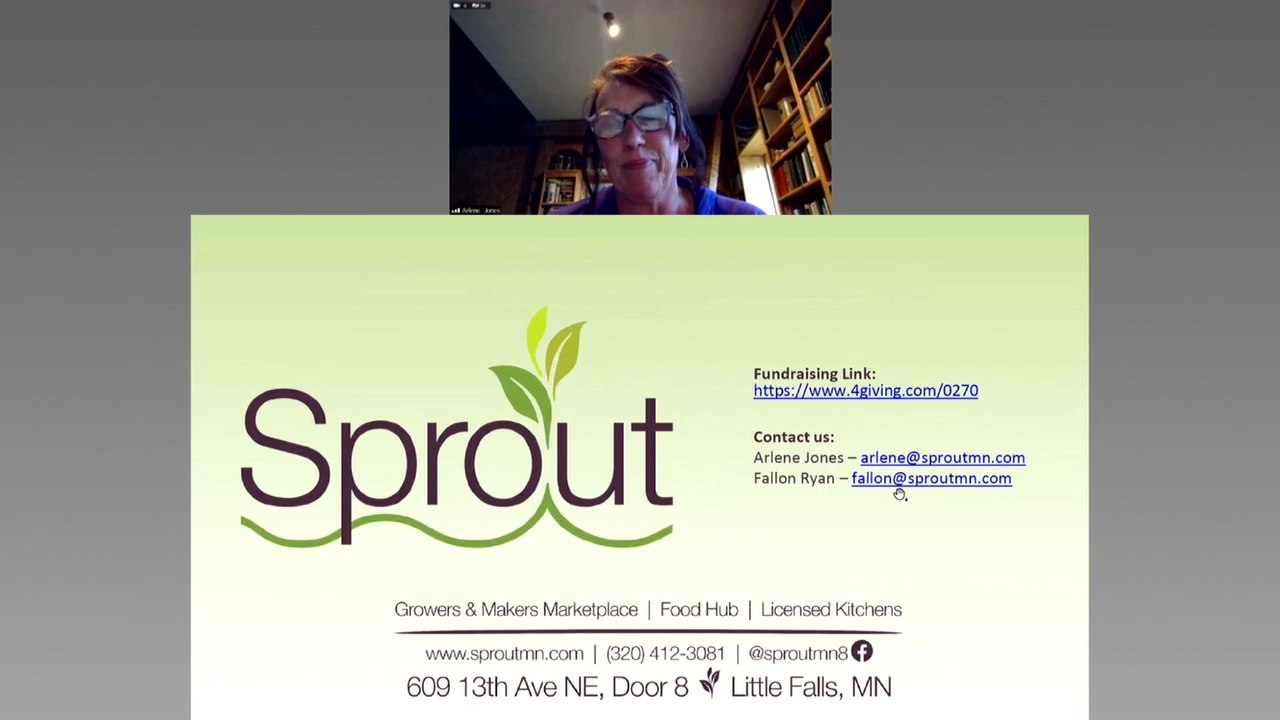 Arlene Jones
Sprout
Fundraising Link:
https://www.4giving.com/0270
Contact us:
Arlene Jones – arlene@sproutmn.com
Fallon Ryan – fallon@sproutmn.com
Growers & Makers Marketplace | Food Hub | Licensed Kitchens
www.sproutmn.com | (320) 412-3081 | @sproutmn8
609 13th Ave NE, Door 8 Little Falls, MN